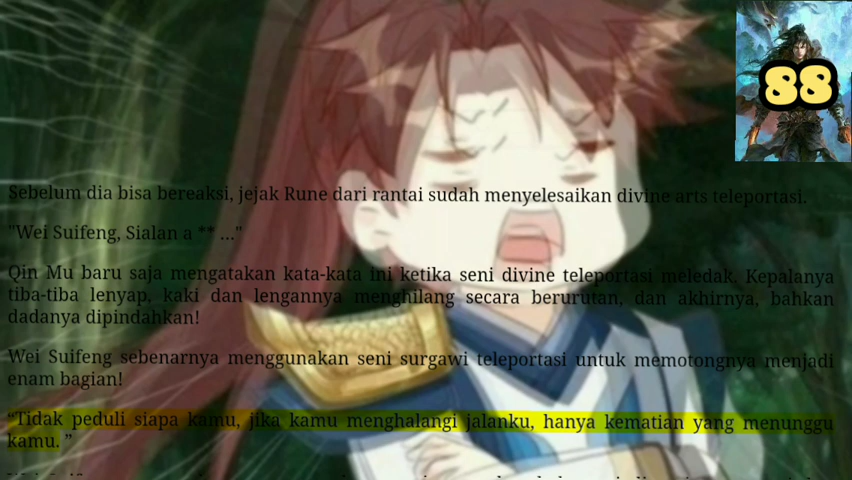 88
Sebelum dia bisa bereaksi, jejak Rune dari rantai sudah menyelesaikan divine arts teleportasi.
"Wei Suifeng, Sialan a ** ..."
Qin Mu baru saja mengatakan kata-kata ini ketika seni divine teleportasi meledak. Kepalanya
tiba-tiba lenyap, kaki dan lengannya menghilang secara berurutan, dan akhirnya, bahkan
dadanya dipindahkan!
Wei Suifeng sebenarnya menggunakan seni surgawi teleportasi untuk memotongnya menjadi
enam bagian!
“Tidak peduli siapa kamu, jika kamu menghalangi jalanku, hanya kematian yang menunggu
kamu. ”